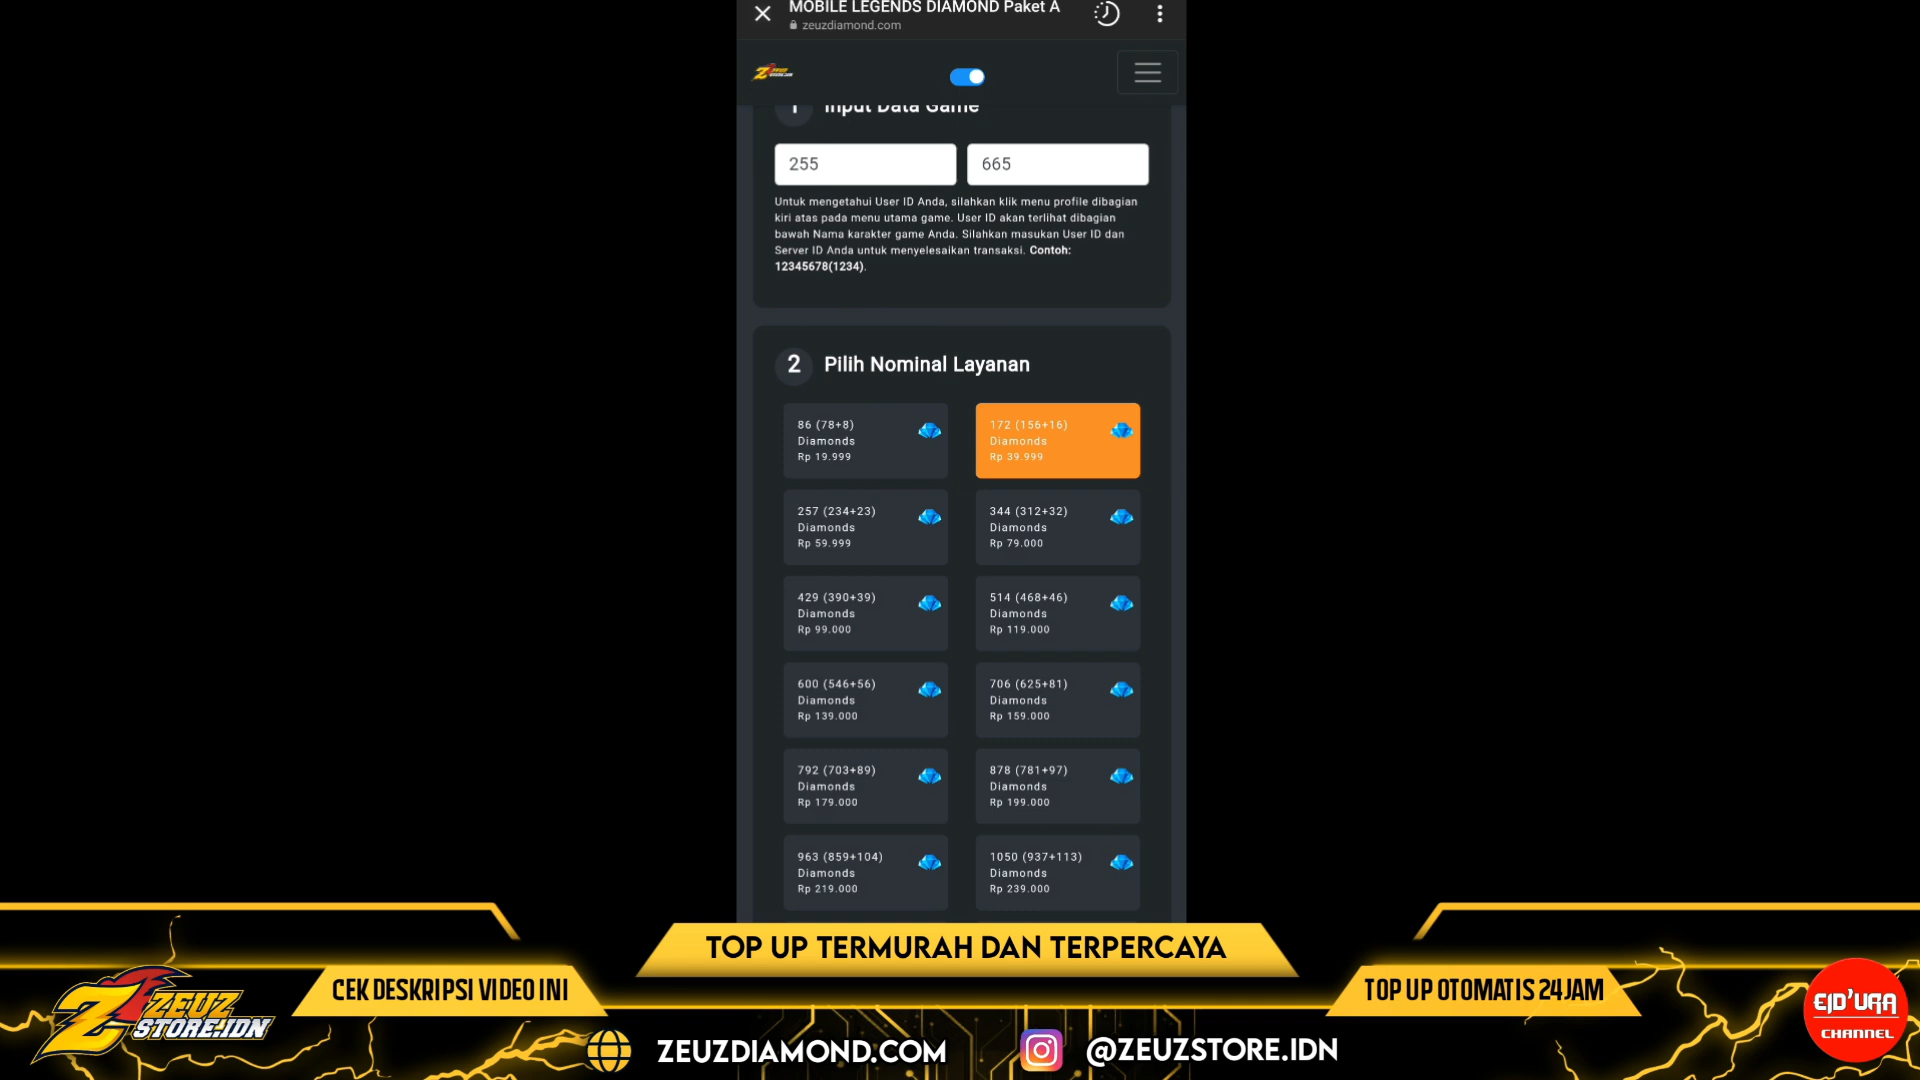 MOBILE LEGENDS DIAMOND Paket A
zeuzdiamond.com
1 Input Data Game
255
665
Untuk mengetahui User ID Anda, silahkan klik menu profile dibagian
kiri atas pada menu utama game. User ID akan terlihat dibagian
bawah Nama karakter game Anda. Silahkan masukan User ID dan
Server ID Anda untuk menyelesaikan transaksi. Contoh:
12345678(1234).
2 Pilih Nominal Layanan
86 (78+8)
Diamonds
Rp 19.999
172 (156+16)
Diamonds
Rp 39.999
257 (234+23)
Diamonds
Rp 59.999
344 (312+32)
Diamonds
Rp 79.000
429 (390+39)
Diamonds
Rp 99.000
514 (468+46)
Diamonds
Rp 119.000
600 (546+56)
Diamonds
Rp 139.000
706 (625+81)
Diamonds
Rp 159.000
792 (703+89)
Diamonds
Rp 179.000
878 (781+97)
Diamonds
Rp 199.000
963 (859+104)
Diamonds
Rp 219.000
1050 (937+113)
Diamonds
Rp 239.000
TOP UP TERMURAH DAN TERPERCAYA
CEK DESKRIPSI VIDEO INI
TOP UP OTOMATIS 24JAM
ZEUZ
STORE.IDN
ZEUZDIAMOND.COM
@ZEUZSTORE.IDN
EJD'URA
CHANNEL